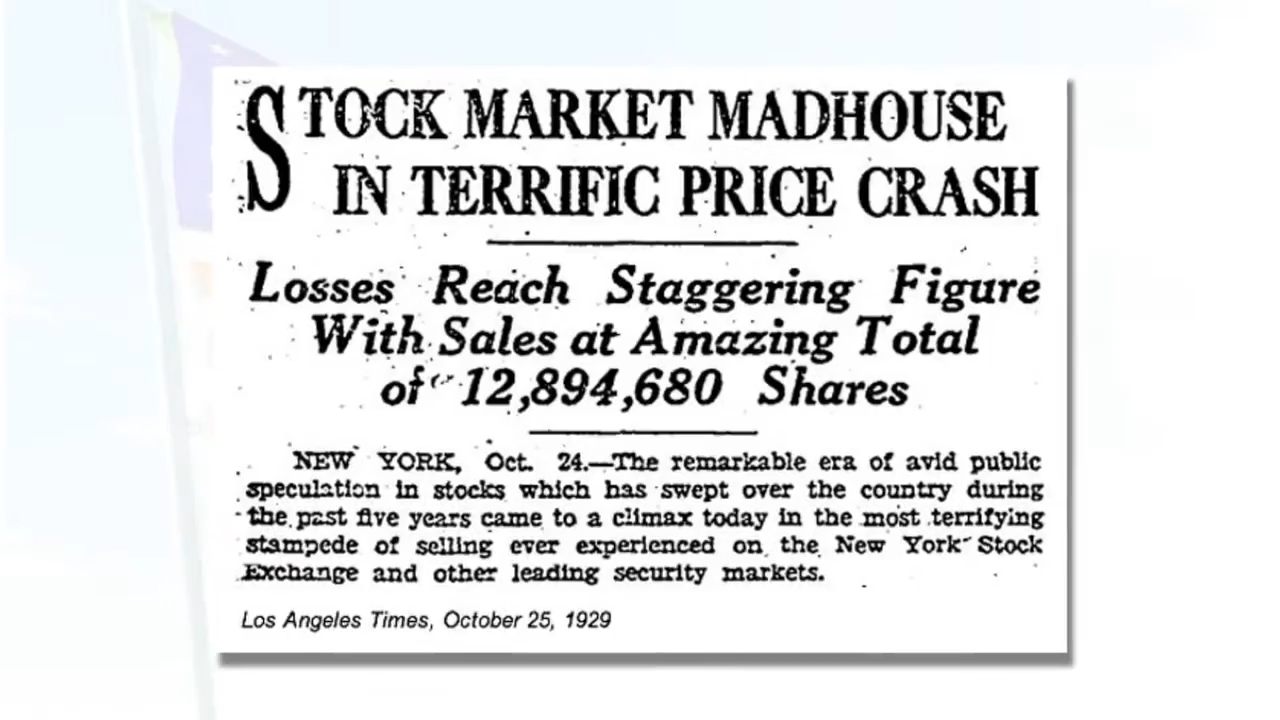 STOCK MARKET MADHOUSE
IN TERRIFIC PRICE CRASH
Losses Reach Staggering Figure
With Sales at Amazing Total
of 12,894,680 Shares
NEW YORK, Oct. 24.—The remarkable era of avid public
speculation in stocks which has swept over the country during
the past five years came to a climax today in the most terrifying
stampede of selling ever experienced on the New York Stock
Exchange and other leading security markets.
Los Angeles Times, October 25, 1929